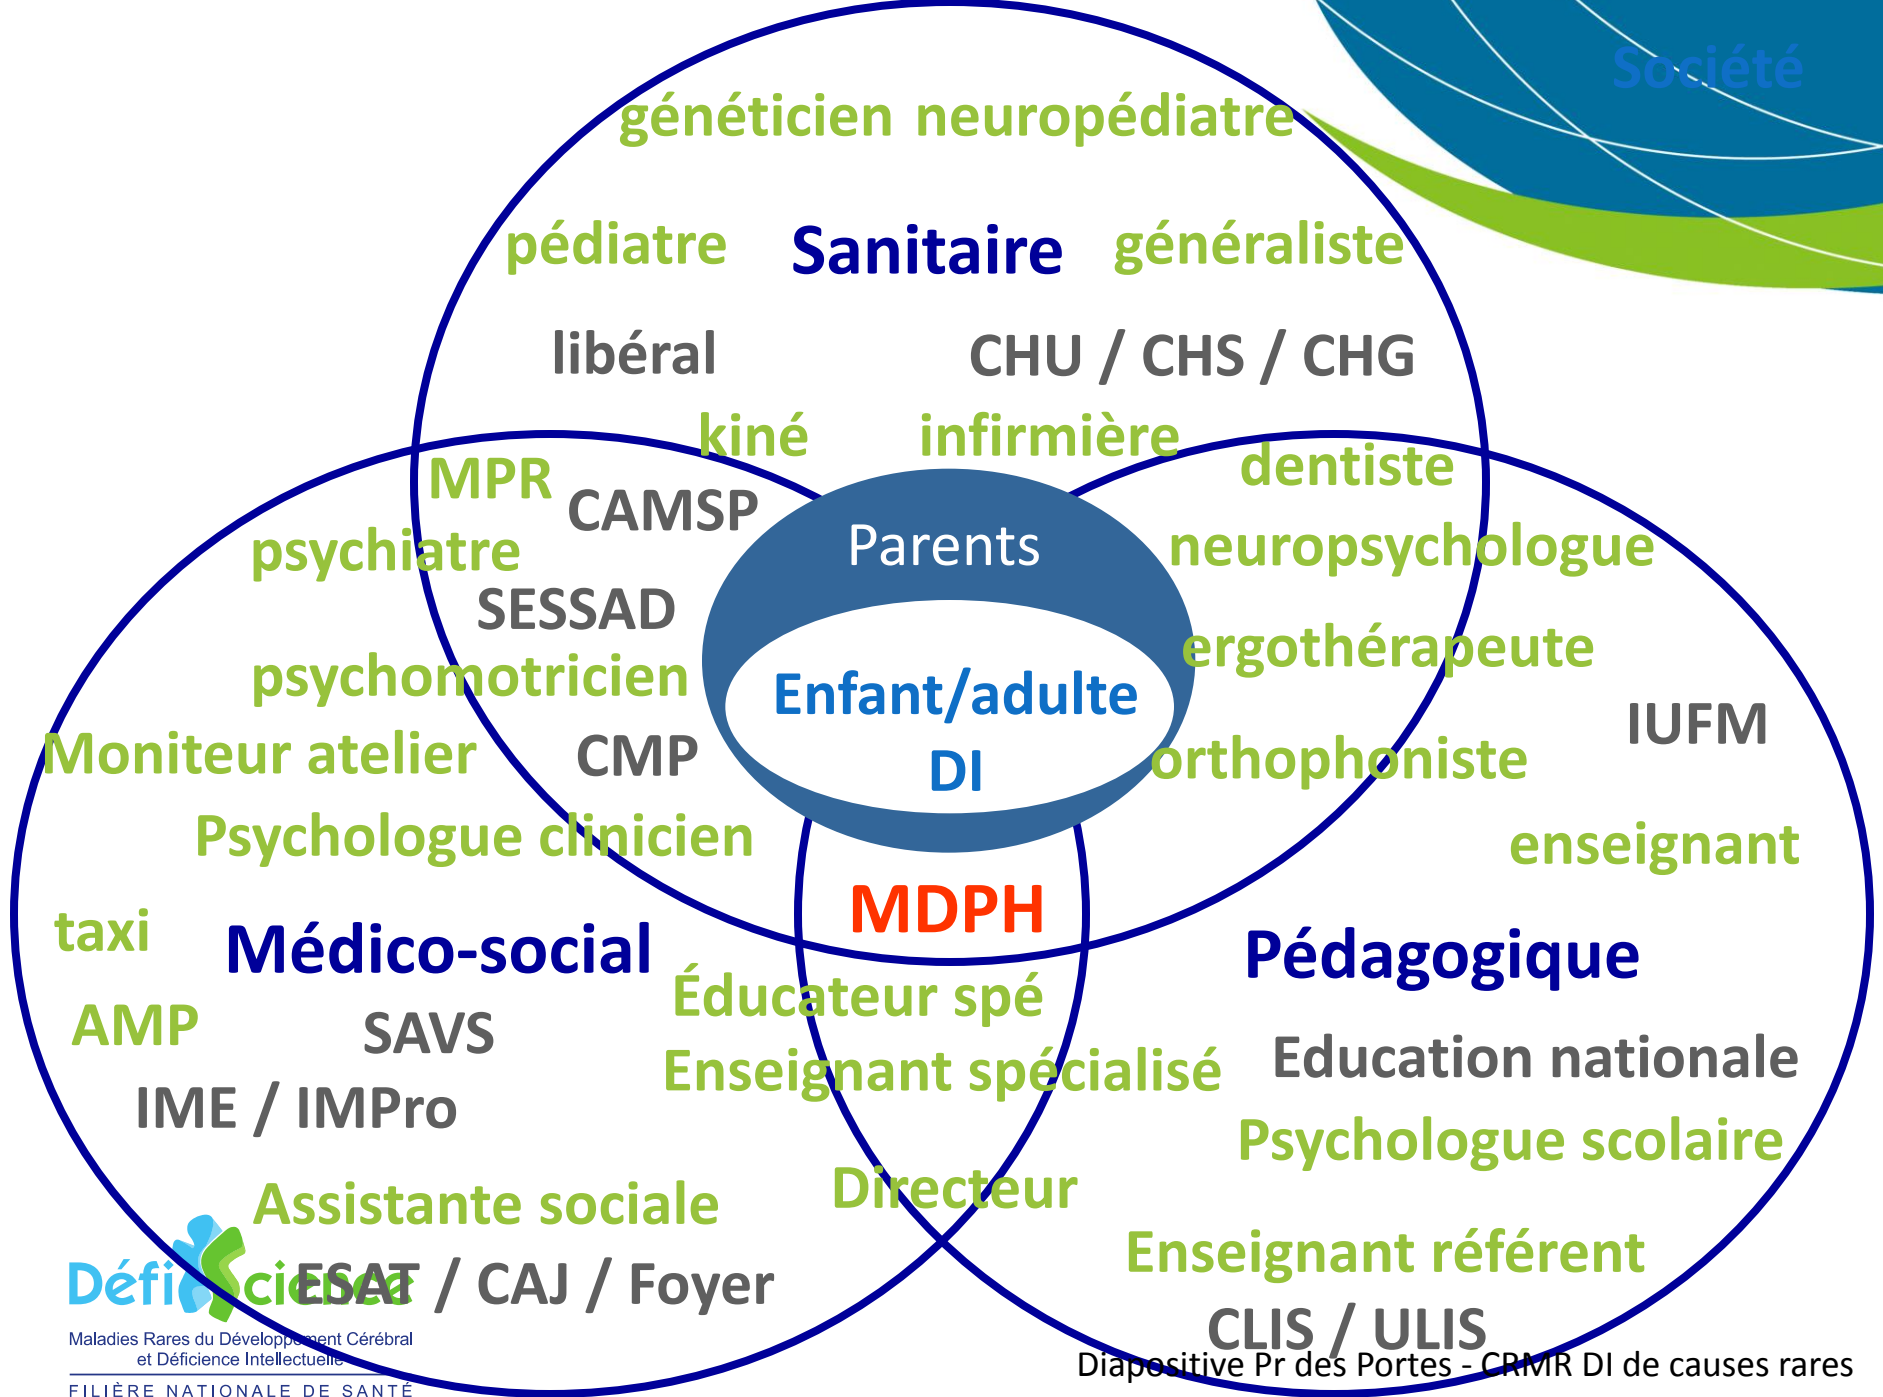 Société
généticien neuropédiatre
pédiatre Sanitaire généraliste
libéral CHU / CHS / CHG
kiné infirmière
dentiste
MPR CAMSP
Parents
psychiatre
neuropsychologue
SESSAD
ergothérapeute
psychomotricien
Enfant/adulte
DI
IUFM
Moniteur atelier CMP
orthophoniste
Psychologue clinicien
enseignant
MDPH
taxi
Médico-social
Pédagogique
Éducateur spé
AMP SAVS
Education nationale
Enseignant spécialisé
IME / IMPro
Psychologue scolaire
Directeur
Assistante sociale
Enseignant référent
DéfiScience
ESAT / CAJ / Foyer
CLIS / ULIS
Maladies Rares du Développement Cérébral
et Déficience Intellectuelle
FILIÈRE NATIONALE DE SANTÉ
Diapositive Pr des Portes - CRMR DI de causes rares